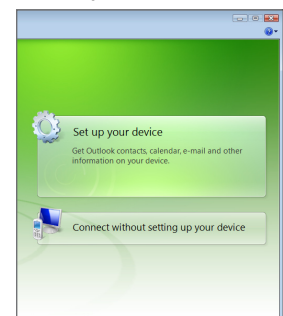 Set up your device
Get Outlook contacts, calendar, e-mail and other
information on your device.
Connect without setting up your device